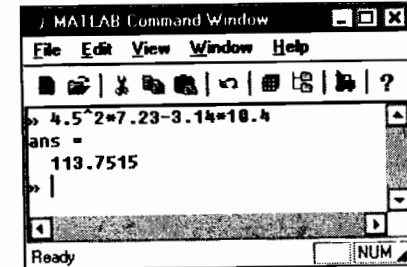 MATLAB Command Window
File Edit View Window Help
?
» 4.5^2*7.23-3.14*10.4
ans =
113.7515
»
Ready NUM